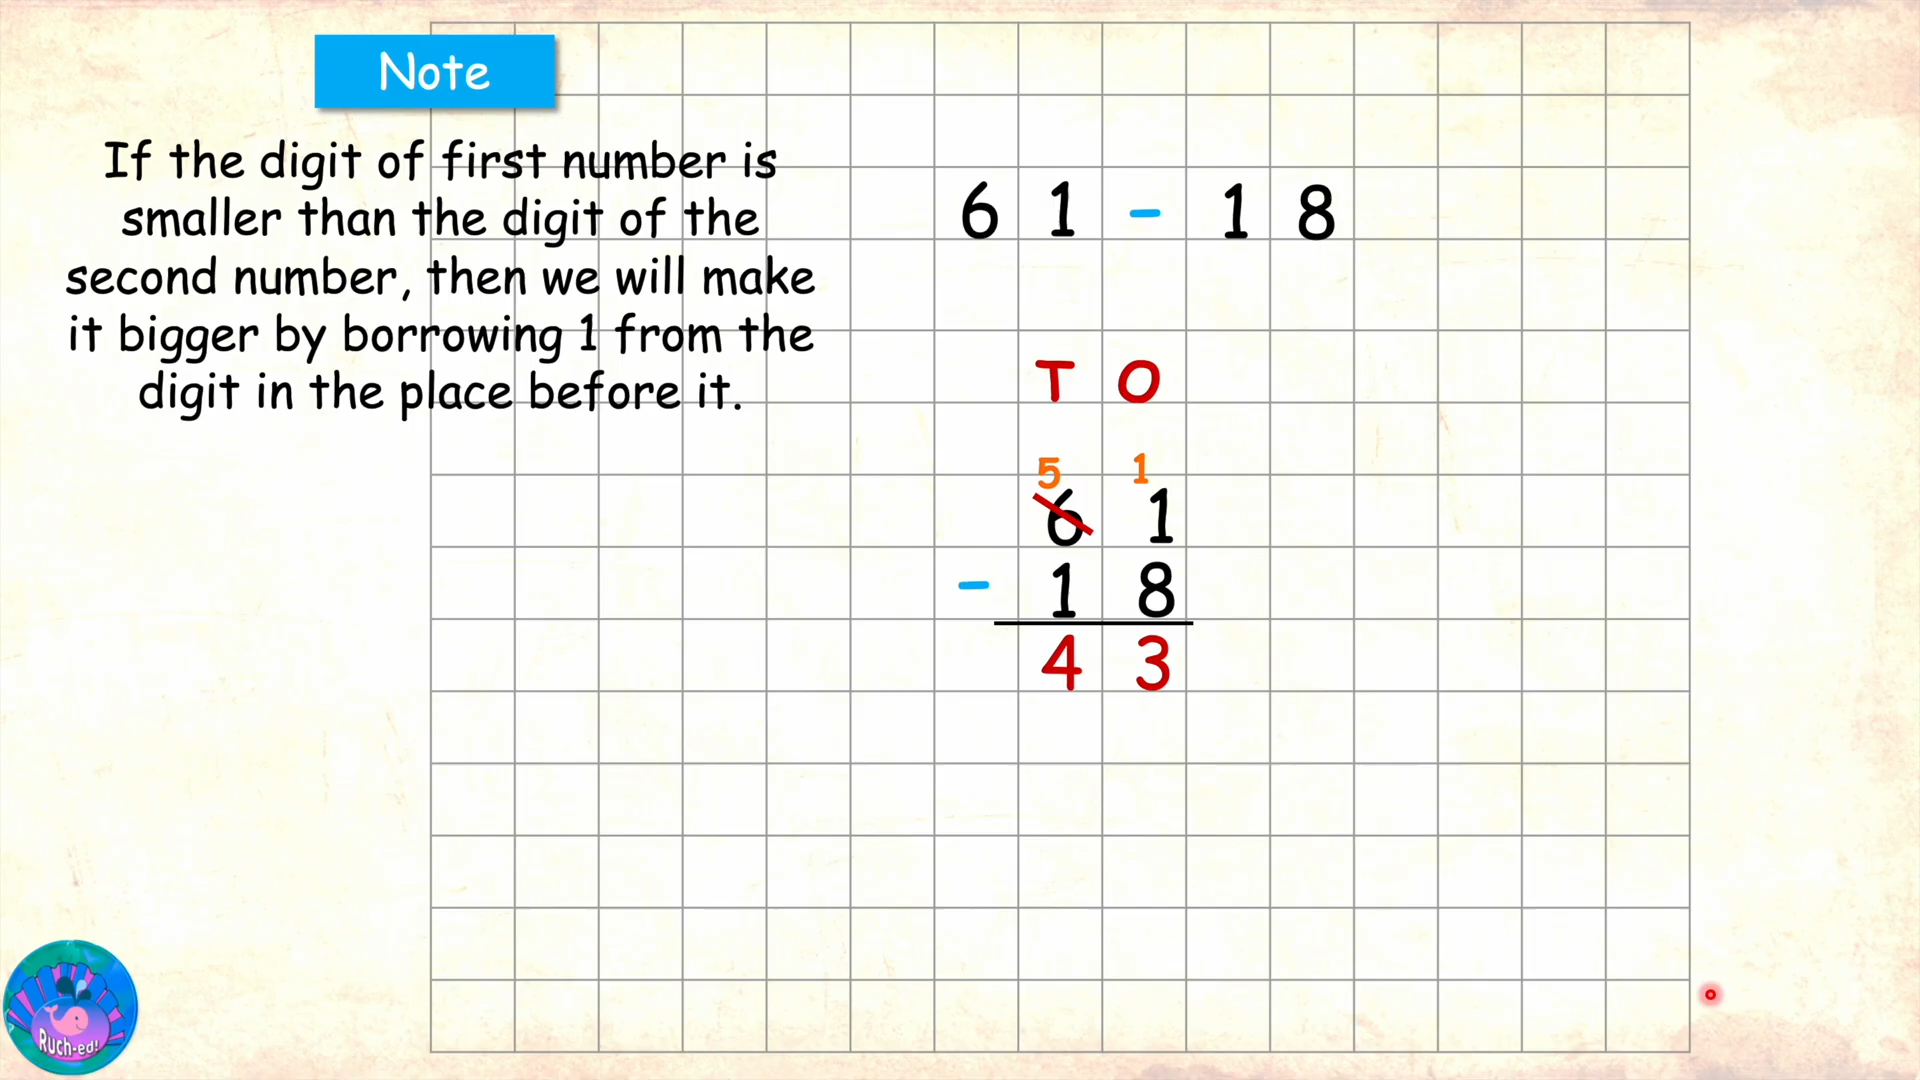 Note
If the digit of first number is
smaller than the digit of the
second number, then we will make
it bigger by borrowing 1 from the
digit in the place before it.
6 1 - 1 8
T O
5 1
6 1
- 1 8
4 3
Ruch-ed!